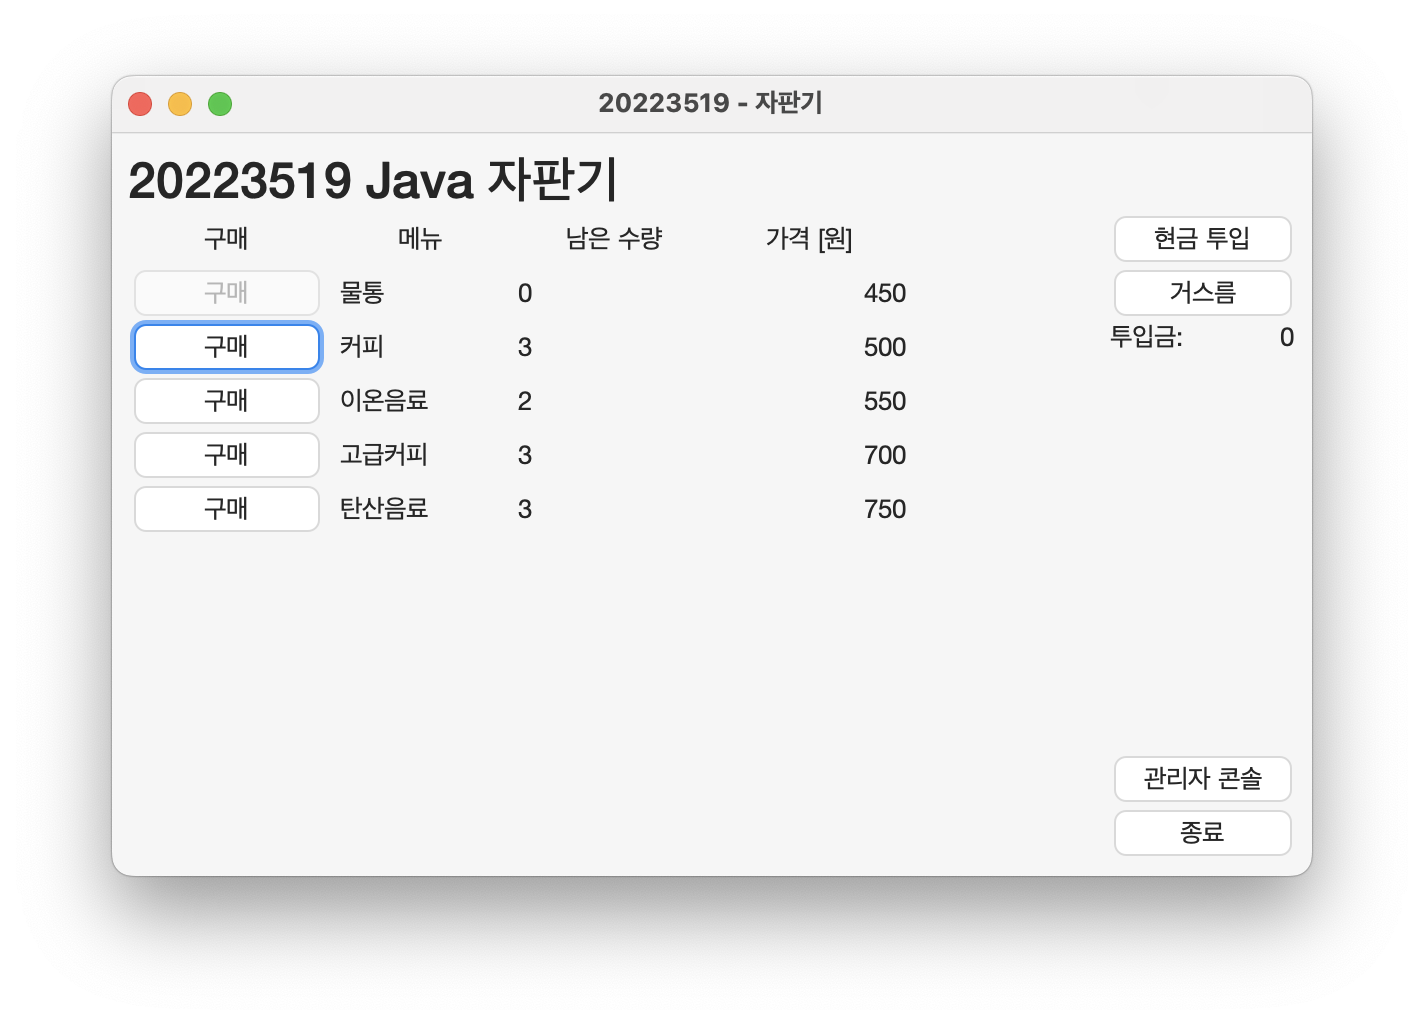 20223519 - 자판기
20223519 Java 자판기
구매 메뉴 남은 수량 가격 [원] 현금 투입
구매 물통 0 450 거스름
투입금: 0
구매 커피 3 500
구매 이온음료 2 550
구매 고급커피 3 700
구매 탄산음료 3 750
관리자 콘솔
종료